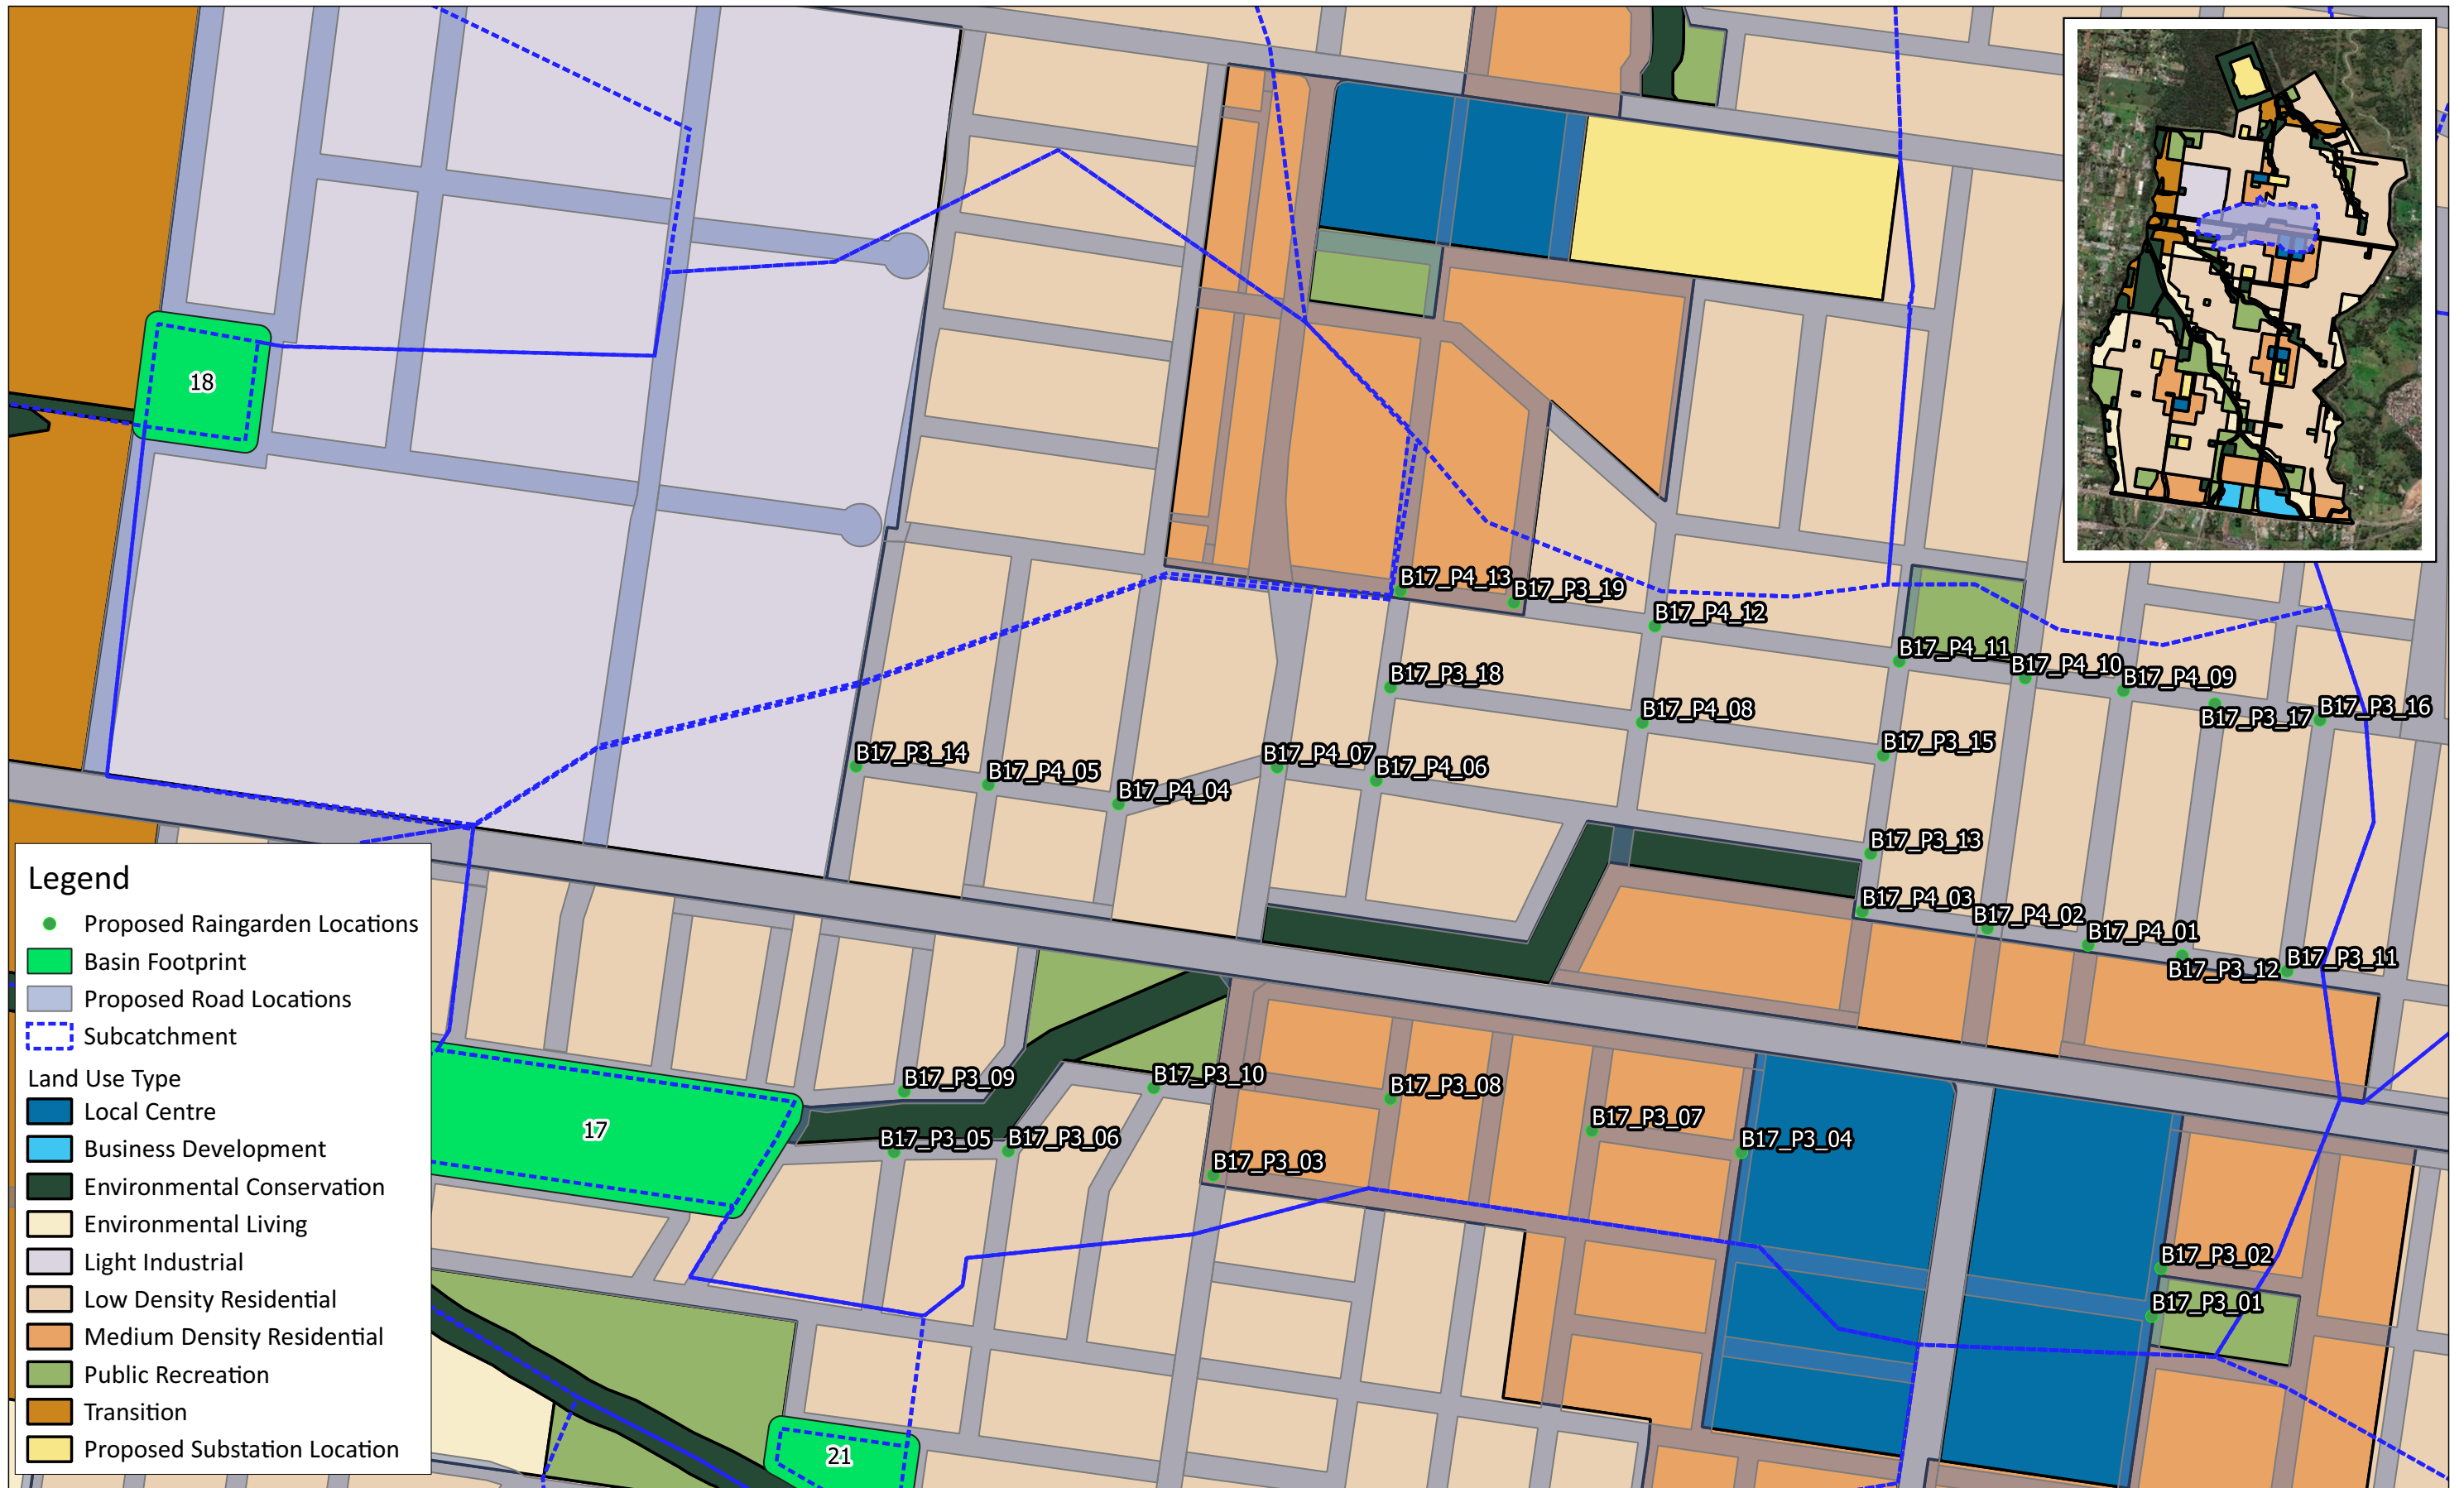 18
B17_P4_13
B17_P3_19
B17_P4_12
B17_P4_11
B17_P4_10
B17_P4_09
B17_P3_18
B17_P4_08
B17_P3_17
B17_P3_16
B17_P3_15
B17_P3_14
B17_P4_05
B17_P4_04
B17_P4_07
B17_P4_06
B17_P3_13
B17_P4_03
B17_P4_02
B17_P4_01
B17_P3_12
B17_P3_11
B17_P3_09
B17_P3_10
B17_P3_08
B17_P3_07
17
B17_P3_05
B17_P3_06
B17_P3_04
B17_P3_03
B17_P3_02
B17_P3_01
21
Legend
Proposed Raingarden Locations
Basin Footprint
Proposed Road Locations
Subcatchment
Land Use Type
Local Centre
Business Development
Environmental Conservation
Environmental Living
Light Industrial
Low Density Residential
Medium Density Residential
Public Recreation
Transition
Proposed Substation Location